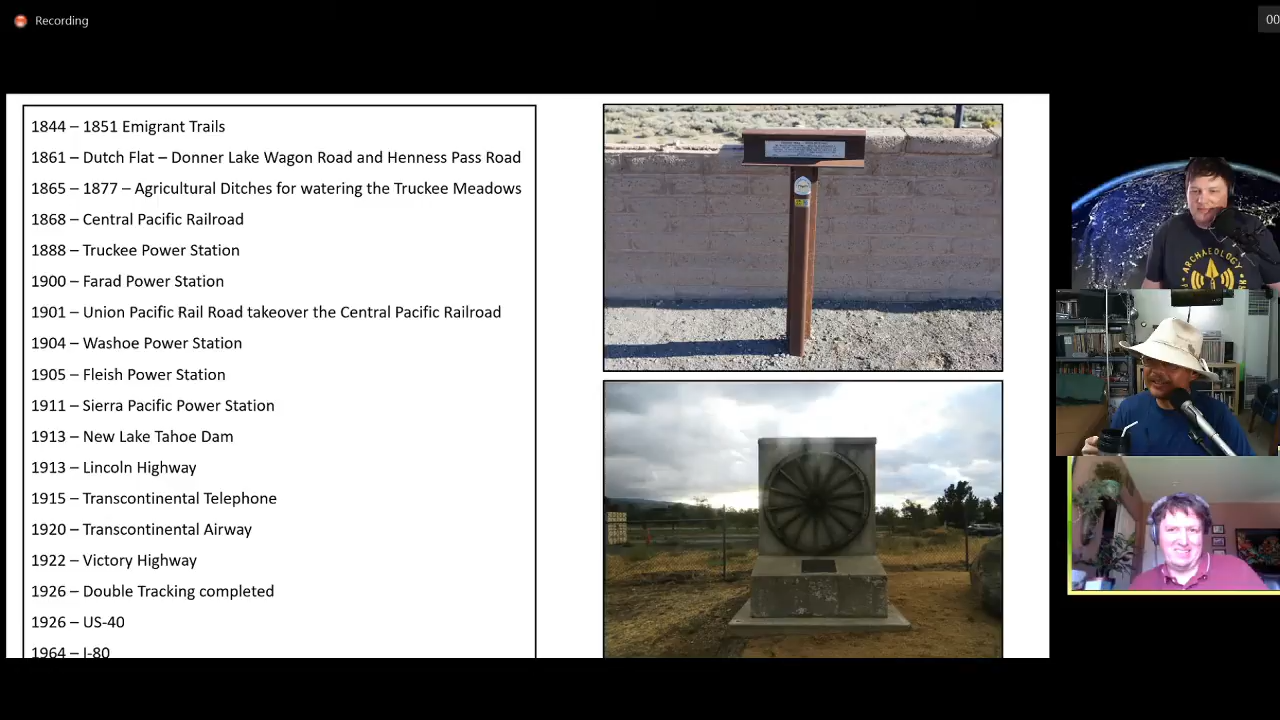 Recording
00
1844 – 1851 Emigrant Trails
1861 – Dutch Flat – Donner Lake Wagon Road and Henness Pass Road
1865 – 1877 – Agricultural Ditches for watering the Truckee Meadows
1868 – Central Pacific Railroad
1888 – Truckee Power Station
1900 – Farad Power Station
1901 – Union Pacific Rail Road takeover the Central Pacific Railroad
1904 – Washoe Power Station
1905 – Fleish Power Station
1911 – Sierra Pacific Power Station
1913 – New Lake Tahoe Dam
1913 – Lincoln Highway
1915 – Transcontinental Telephone
1920 – Transcontinental Airway
1922 – Victory Highway
1926 – Double Tracking completed
1926 – US-40
1964 – I-80
ARCHAEOLOGY